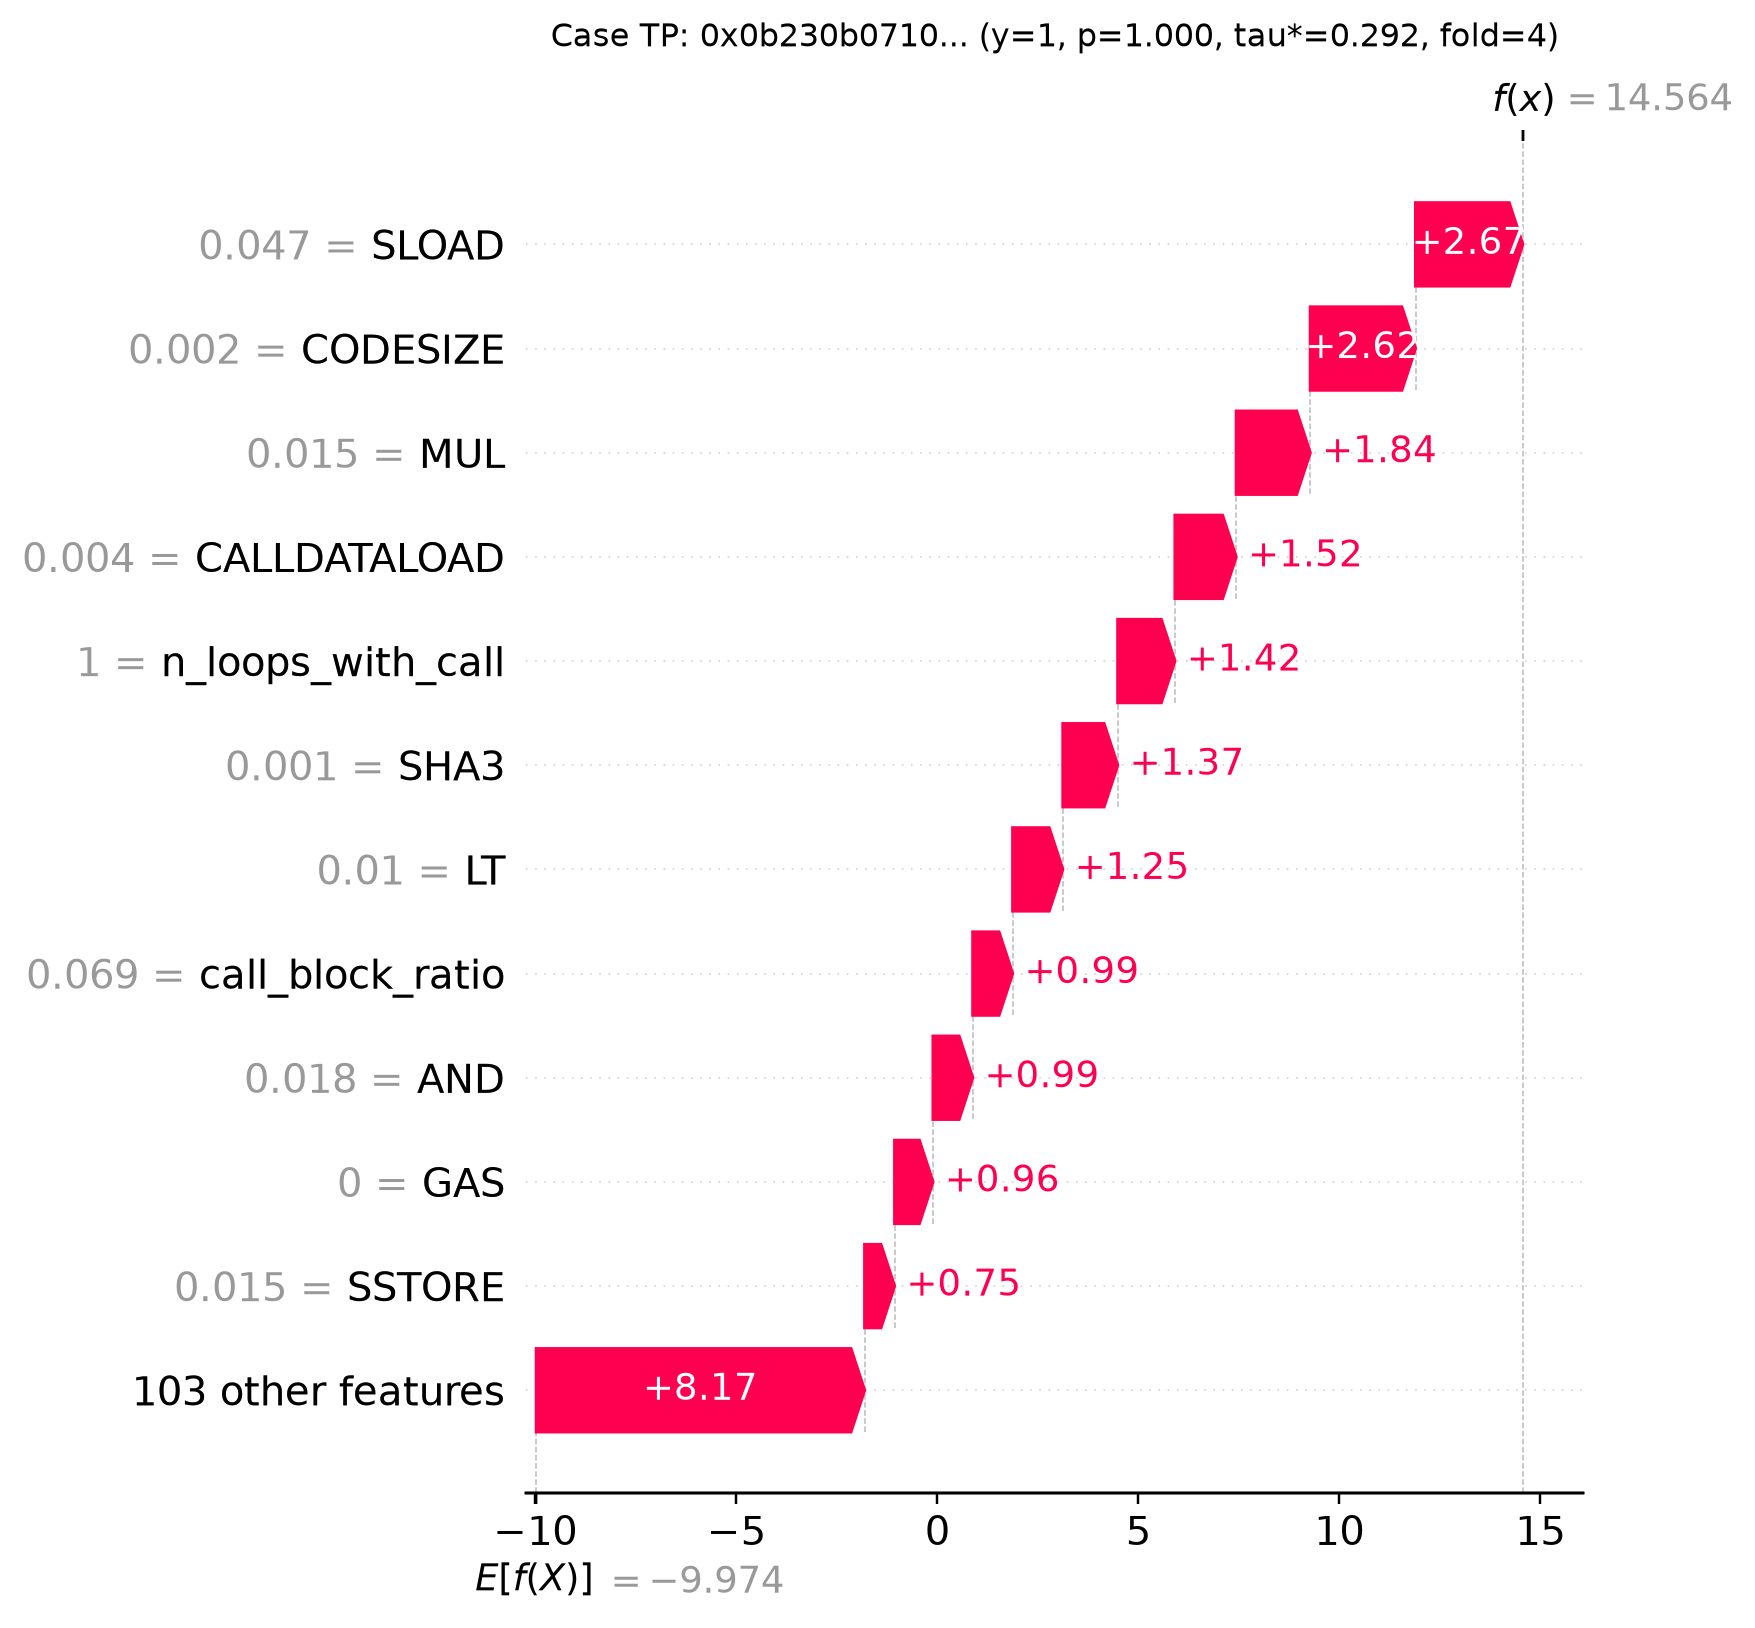 Case TP: 0x0b230b0710... (y=1, p=1.000, tau*=0.292, fold=4)
f(x) = 14.564
0.047 = SLOAD +2.67
0.002 = CODESIZE +2.62
0.015 = MUL +1.84
0.004 = CALLDATALOAD +1.52
1 = n_loops_with_call +1.42
0.001 = SHA3 +1.37
0.01 = LT +1.25
0.069 = call_block_ratio +0.99
0.018 = AND +0.99
0 = GAS +0.96
0.015 = SSTORE +0.75
103 other features +8.17
−10 −5 0 5 10 15
E[f(X)] = −9.974